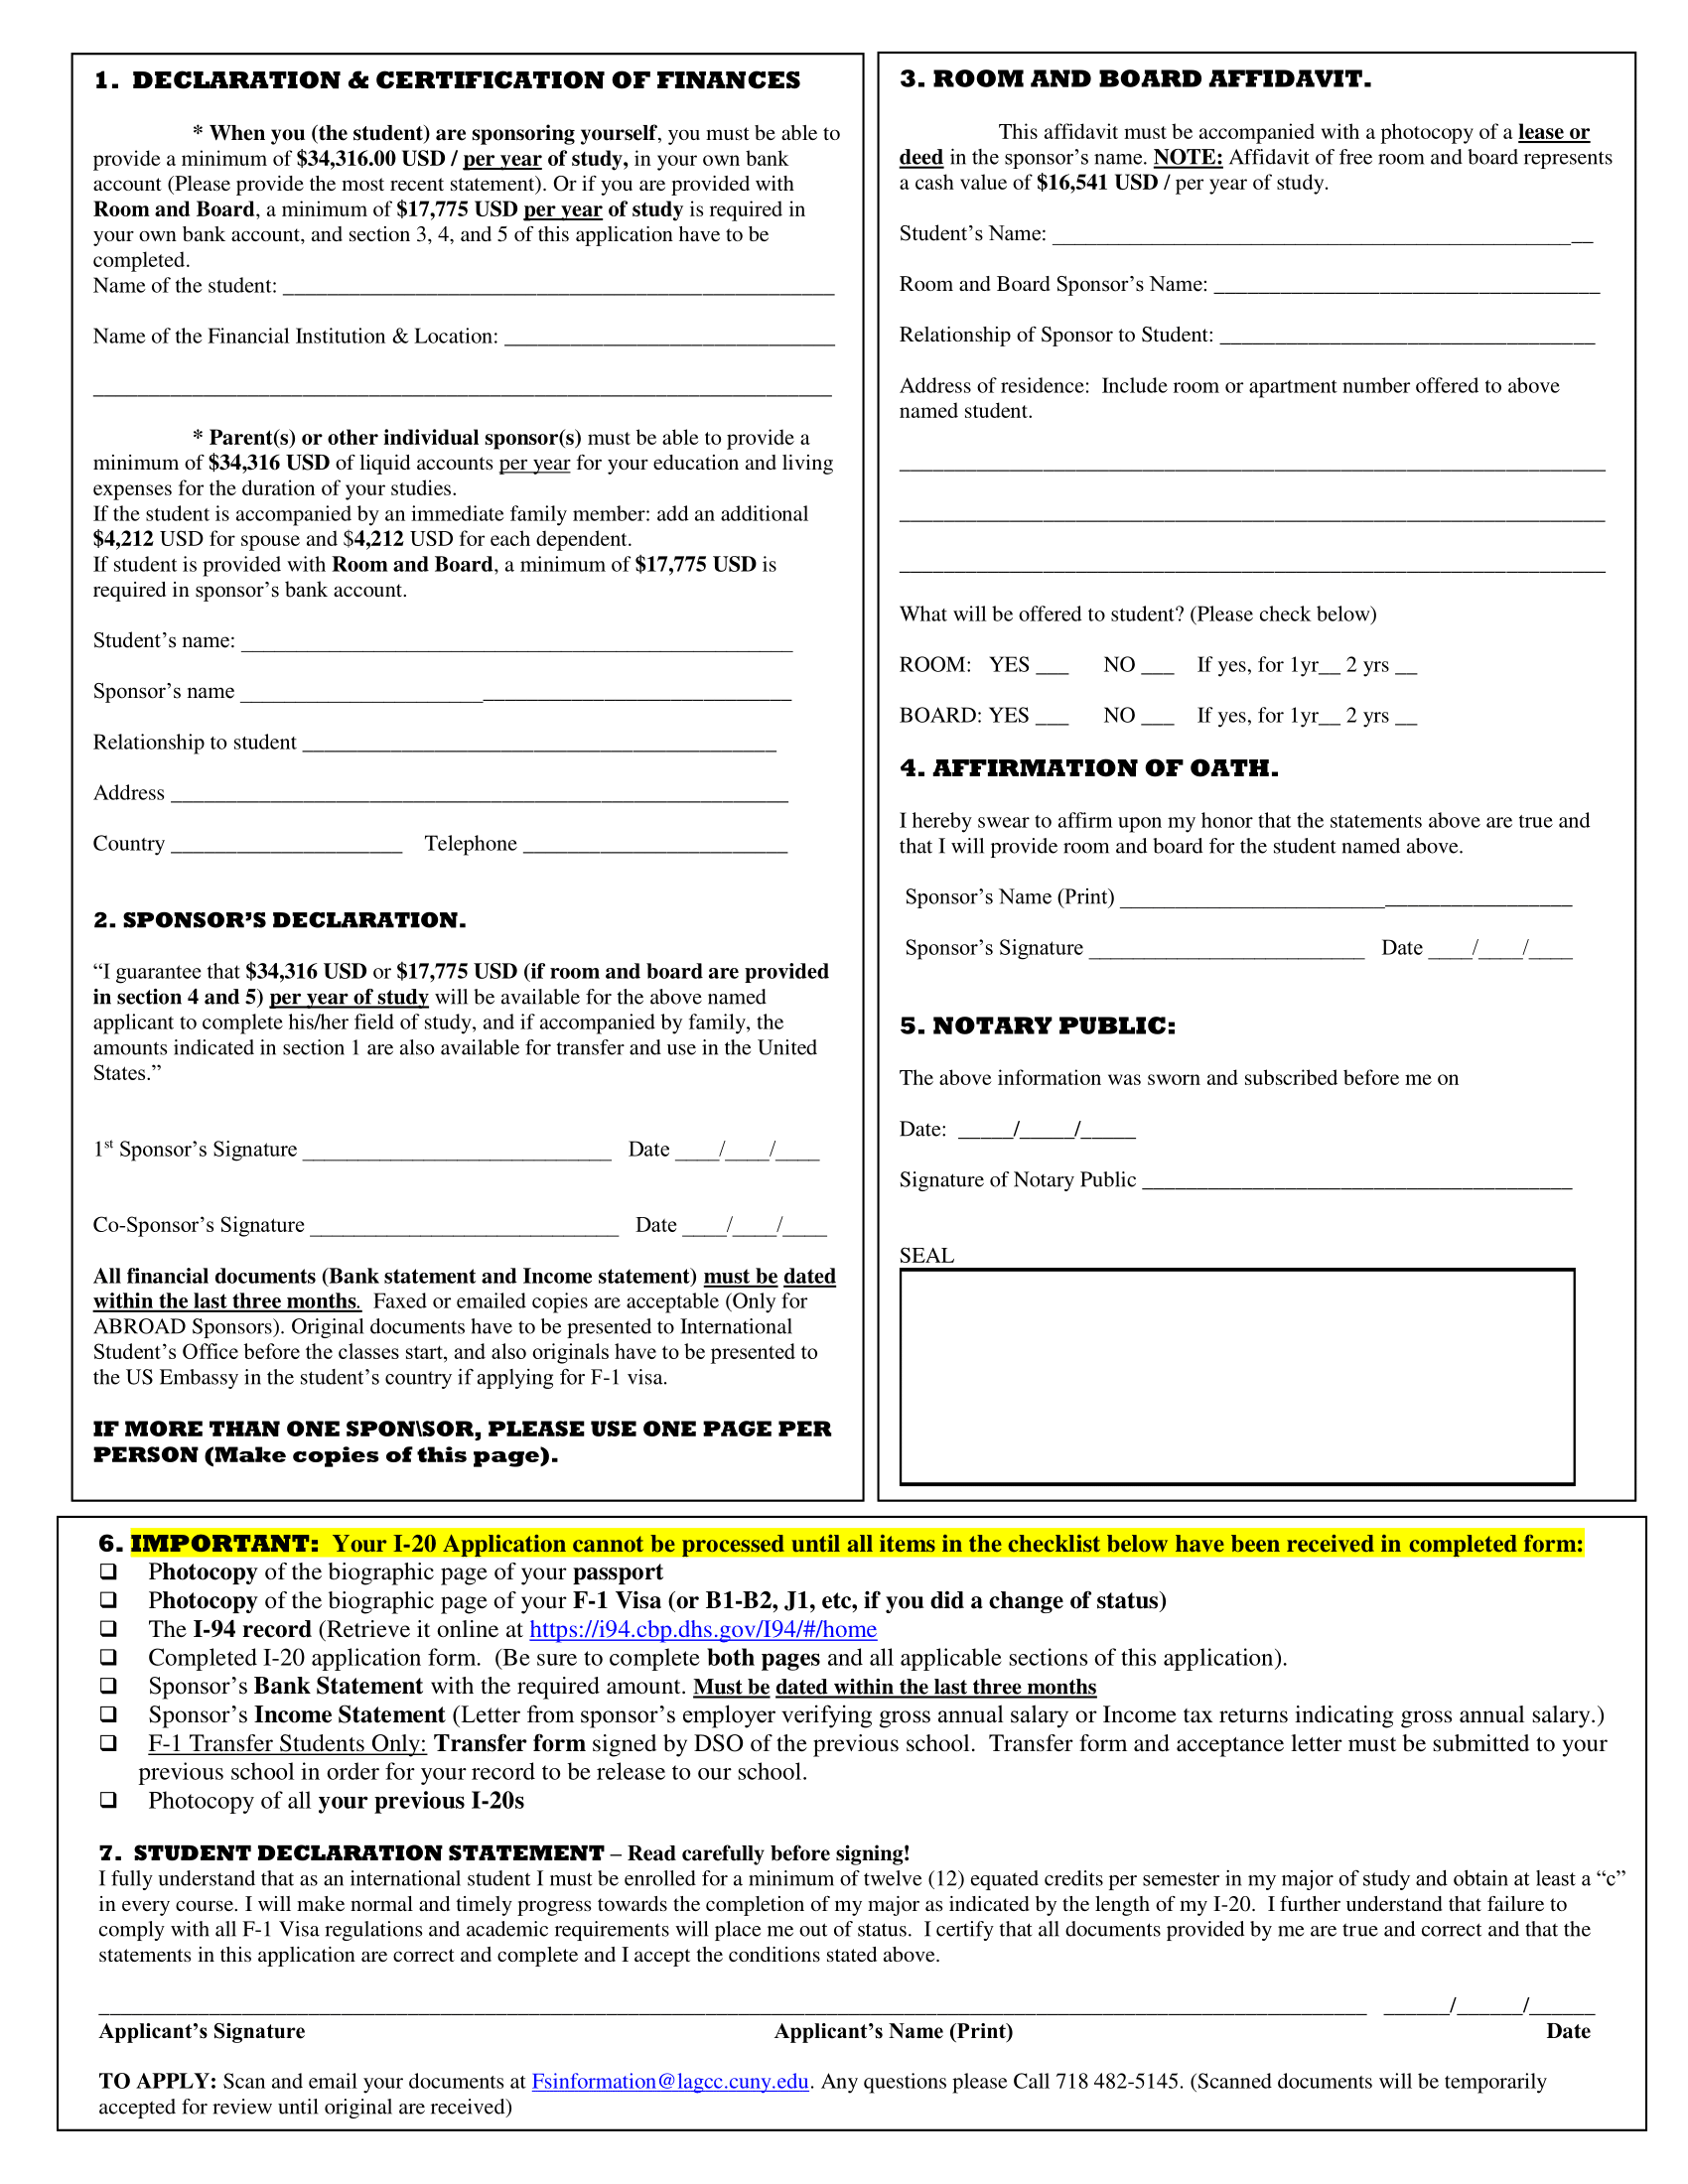 1. DECLARATION & CERTIFICATION OF FINANCES
* When you (the student) are sponsoring yourself, you must be able to
provide a minimum of $34,316.00 USD / per year of study, in your own bank
account (Please provide the most recent statement). Or if you are provided with
Room and Board, a minimum of $17,775 USD per year of study is required in
your own bank account, and section 3, 4, and 5 of this application have to be
completed.
Name of the student: ___
Name of the Financial Institution & Location: ___
___
* Parent(s) or other individual sponsor(s) must be able to provide a
minimum of $34,316 USD of liquid accounts per year for your education and living
expenses for the duration of your studies.
If the student is accompanied by an immediate family member: add an additional
$4,212 USD for spouse and $4,212 USD for each dependent.
If student is provided with Room and Board, a minimum of $17,775 USD is
required in sponsor’s bank account.
Student’s name: ___
Sponsor’s name ___
Relationship to student ___
Address ___
Country ___ Telephone ___
2. SPONSOR’S DECLARATION.
“I guarantee that $34,316 USD or $17,775 USD (if room and board are provided
in section 4 and 5) per year of study will be available for the above named
applicant to complete his/her field of study, and if accompanied by family, the
amounts indicated in section 1 are also available for transfer and use in the United
States.”
1st Sponsor’s Signature ___ Date ____/____/____
Co-Sponsor’s Signature ___ Date ____/____/____
All financial documents (Bank statement and Income statement) must be dated
within the last three months. Faxed or emailed copies are acceptable (Only for
ABROAD Sponsors). Original documents have to be presented to International
Student’s Office before the classes start, and also originals have to be presented to
the US Embassy in the student’s country if applying for F-1 visa.
IF MORE THAN ONE SPON\SOR, PLEASE USE ONE PAGE PER
PERSON (Make copies of this page).
3. ROOM AND BOARD AFFIDAVIT.
This affidavit must be accompanied with a photocopy of a lease or
deed in the sponsor’s name. NOTE: Affidavit of free room and board represents
a cash value of $16,541 USD / per year of study.
Student’s Name: ___
Room and Board Sponsor’s Name: ___
Relationship of Sponsor to Student: ___
Address of residence: Include room or apartment number offered to above
named student.
___
___
___
What will be offered to student? (Please check below)
ROOM: YES ___ NO ___ If yes, for 1yr__ 2 yrs __
BOARD: YES ___ NO ___ If yes, for 1yr__ 2 yrs __
4. AFFIRMATION OF OATH.
I hereby swear to affirm upon my honor that the statements above are true and
that I will provide room and board for the student named above.
Sponsor’s Name (Print) ___
Sponsor’s Signature ___ Date ____/____/____
5. NOTARY PUBLIC:
The above information was sworn and subscribed before me on
Date: _____/_____/_____
Signature of Notary Public ___
SEAL
6. IMPORTANT: Your I-20 Application cannot be processed until all items in the checklist below have been received in completed form:
❑ Photocopy of the biographic page of your passport
❑ Photocopy of the biographic page of your F-1 Visa (or B1-B2, J1, etc, if you did a change of status)
❑ The I-94 record (Retrieve it online at https://i94.cbp.dhs.gov/I94/#/home
❑ Completed I-20 application form. (Be sure to complete both pages and all applicable sections of this application).
❑ Sponsor’s Bank Statement with the required amount. Must be dated within the last three months
❑ Sponsor’s Income Statement (Letter from sponsor’s employer verifying gross annual salary or Income tax returns indicating gross annual salary.)
❑ F-1 Transfer Students Only: Transfer form signed by DSO of the previous school. Transfer form and acceptance letter must be submitted to your
previous school in order for your record to be release to our school.
❑ Photocopy of all your previous I-20s
7. STUDENT DECLARATION STATEMENT – Read carefully before signing!
I fully understand that as an international student I must be enrolled for a minimum of twelve (12) equated credits per semester in my major of study and obtain at least a “c”
in every course. I will make normal and timely progress towards the completion of my major as indicated by the length of my I-20. I further understand that failure to
comply with all F-1 Visa regulations and academic requirements will place me out of status. I certify that all documents provided by me are true and correct and that the
statements in this application are correct and complete and I accept the conditions stated above.
___ ______/______/______
Applicant’s Signature Applicant’s Name (Print) Date
TO APPLY: Scan and email your documents at Fsinformation@lagcc.cuny.edu. Any questions please Call 718 482-5145. (Scanned documents will be temporarily
accepted for review until original are received)